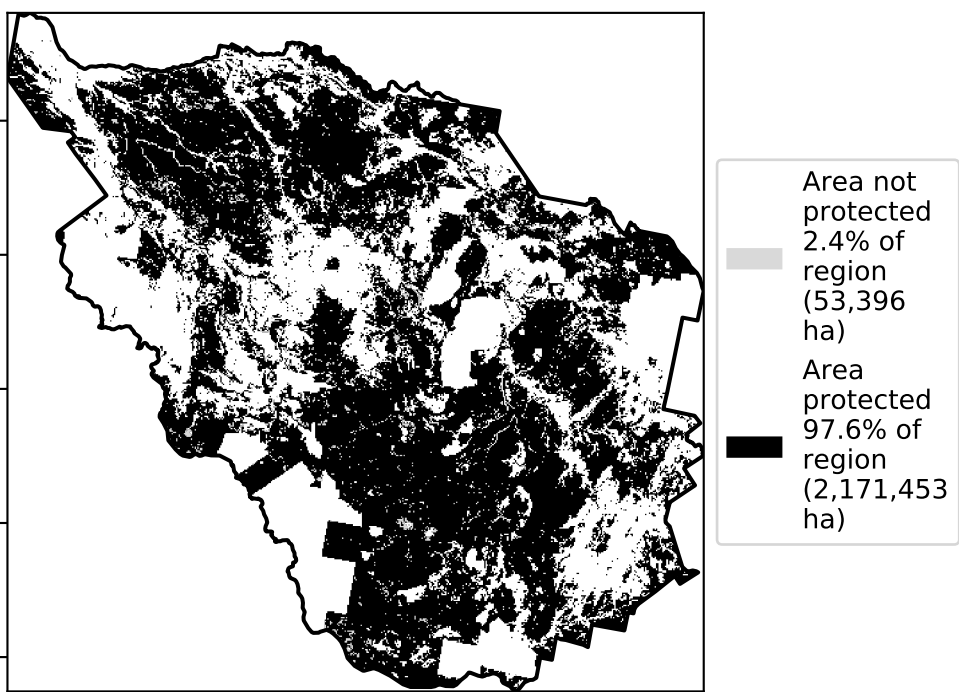 Area not
protected
2.4% of
region
(53,396
ha)
Area
protected
97.6% of
region
(2,171,453
ha)